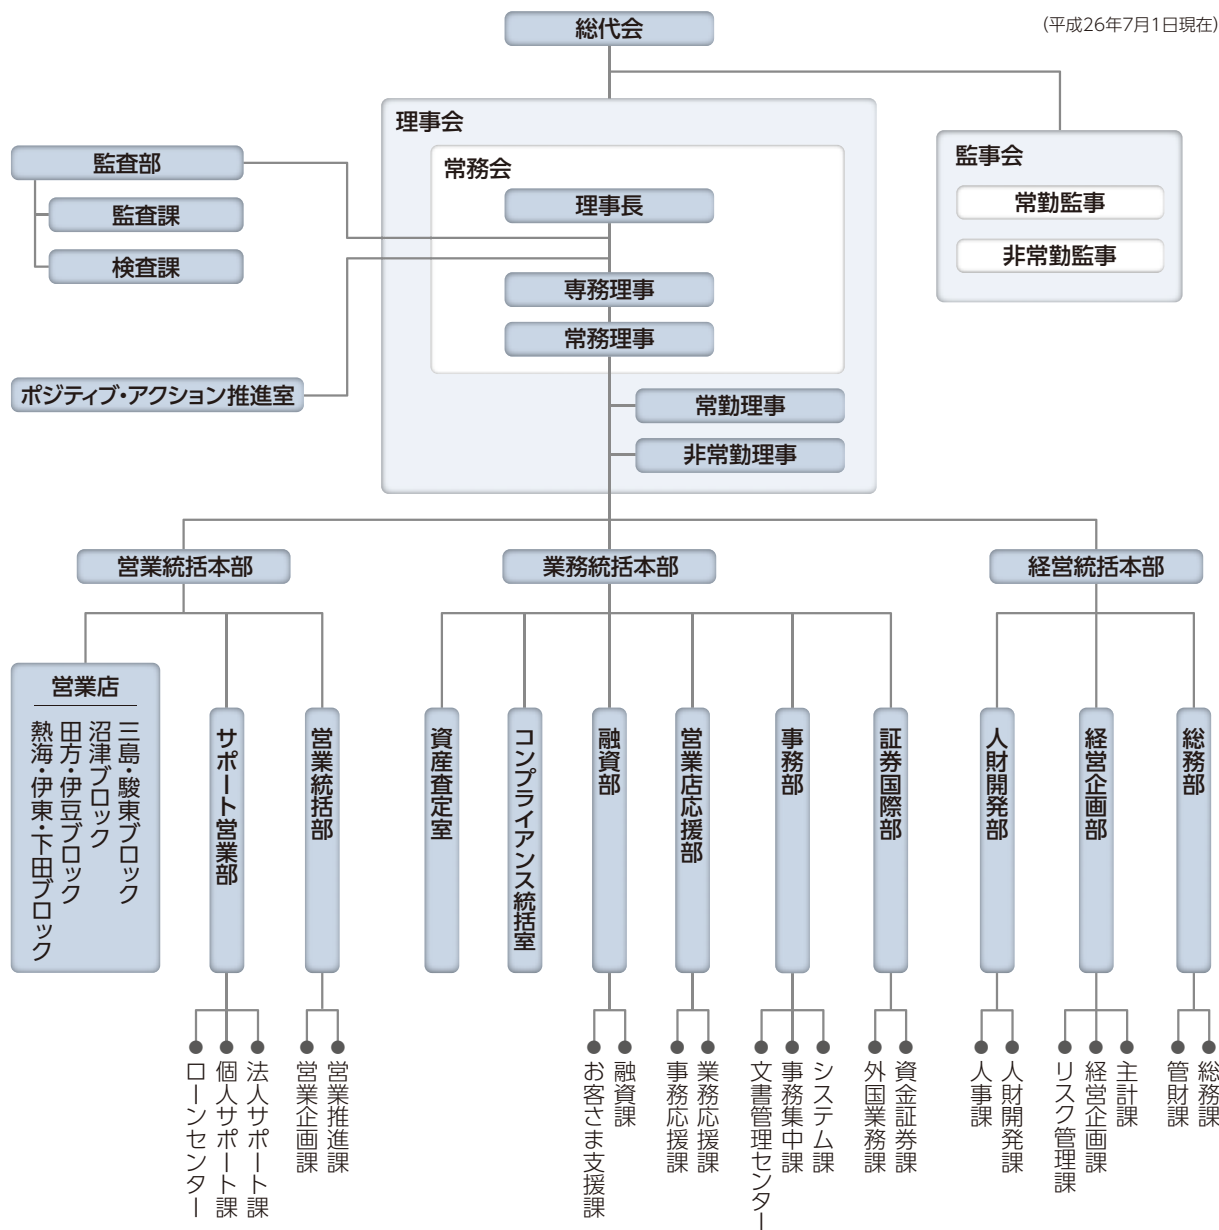 総代会
(平成26年7月1日現在)
理事会
常務会
理事長
専務理事
常務理事
常勤理事
非常勤理事
監事会
常勤監事
非常勤監事
監査部
監査課
検査課
ポジティブ・アクション推進室
営業統括本部
業務統括本部
経営統括本部
営業店
三島・駿東ブロック
沼津ブロック
田方・伊豆ブロック
熱海・伊東・下田ブロック
サポート営業部
営業統括部
資産査定室
コンプライアンス統括室
融資部
営業店応援部
事務部
証券国際部
人財開発部
経営企画部
総務部
法人サポート課
個人サポート課
ローンセンター
営業推進課
営業企画課
融資課
お客さま支援課
業務応援課
事務応援課
システム課
事務集中課
文書管理センター
資金証券課
外国業務課
人財開発課
人事課
主計課
経営企画課
リスク管理課
総務課
管財課